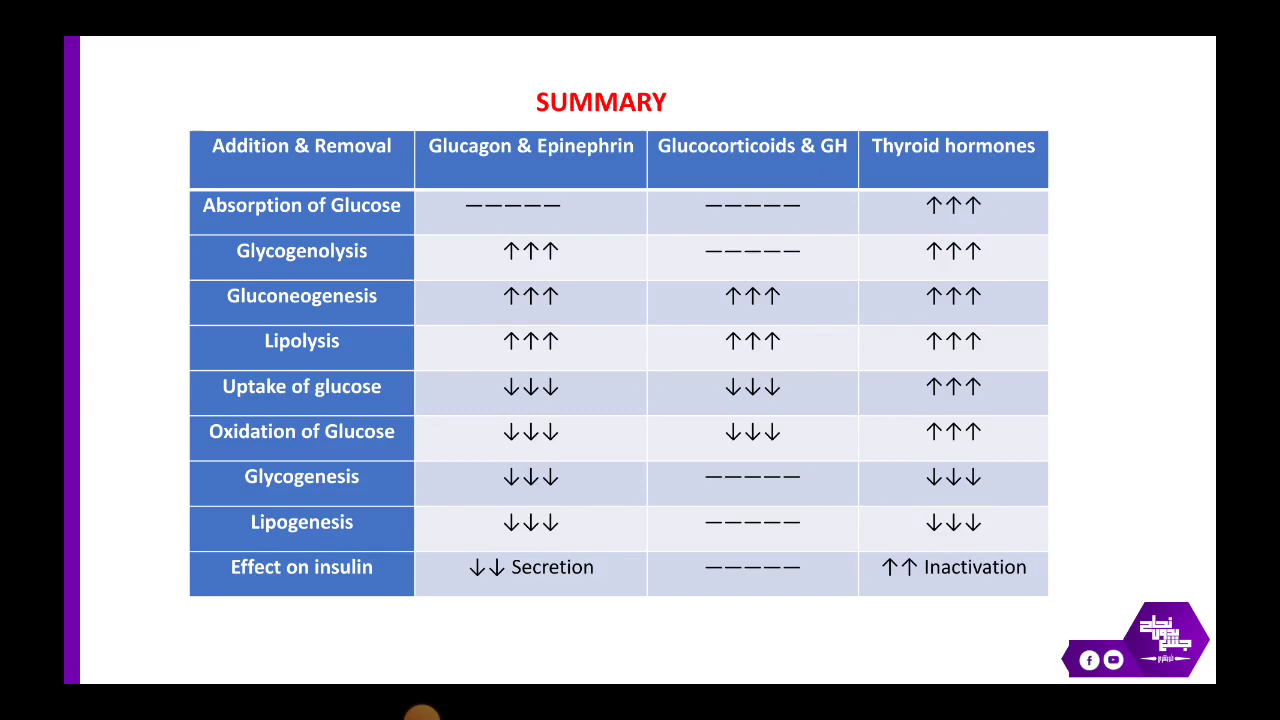 SUMMARY
Addition & Removal Glucagon & Epinephrin Glucocorticoids & GH Thyroid hormones
Absorption of Glucose ————— ————— ↑↑↑
Glycogenolysis ↑↑↑ ————— ↑↑↑
Gluconeogenesis ↑↑↑ ↑↑↑ ↑↑↑
Lipolysis ↑↑↑ ↑↑↑ ↑↑↑
Uptake of glucose ↓↓↓ ↓↓↓ ↑↑↑
Oxidation of Glucose ↓↓↓ ↓↓↓ ↑↑↑
Glycogenesis ↓↓↓ ————— ↓↓↓
Lipogenesis ↓↓↓ ————— ↓↓↓
Effect on insulin ↓↓ Secretion ————— ↑↑ Inactivation